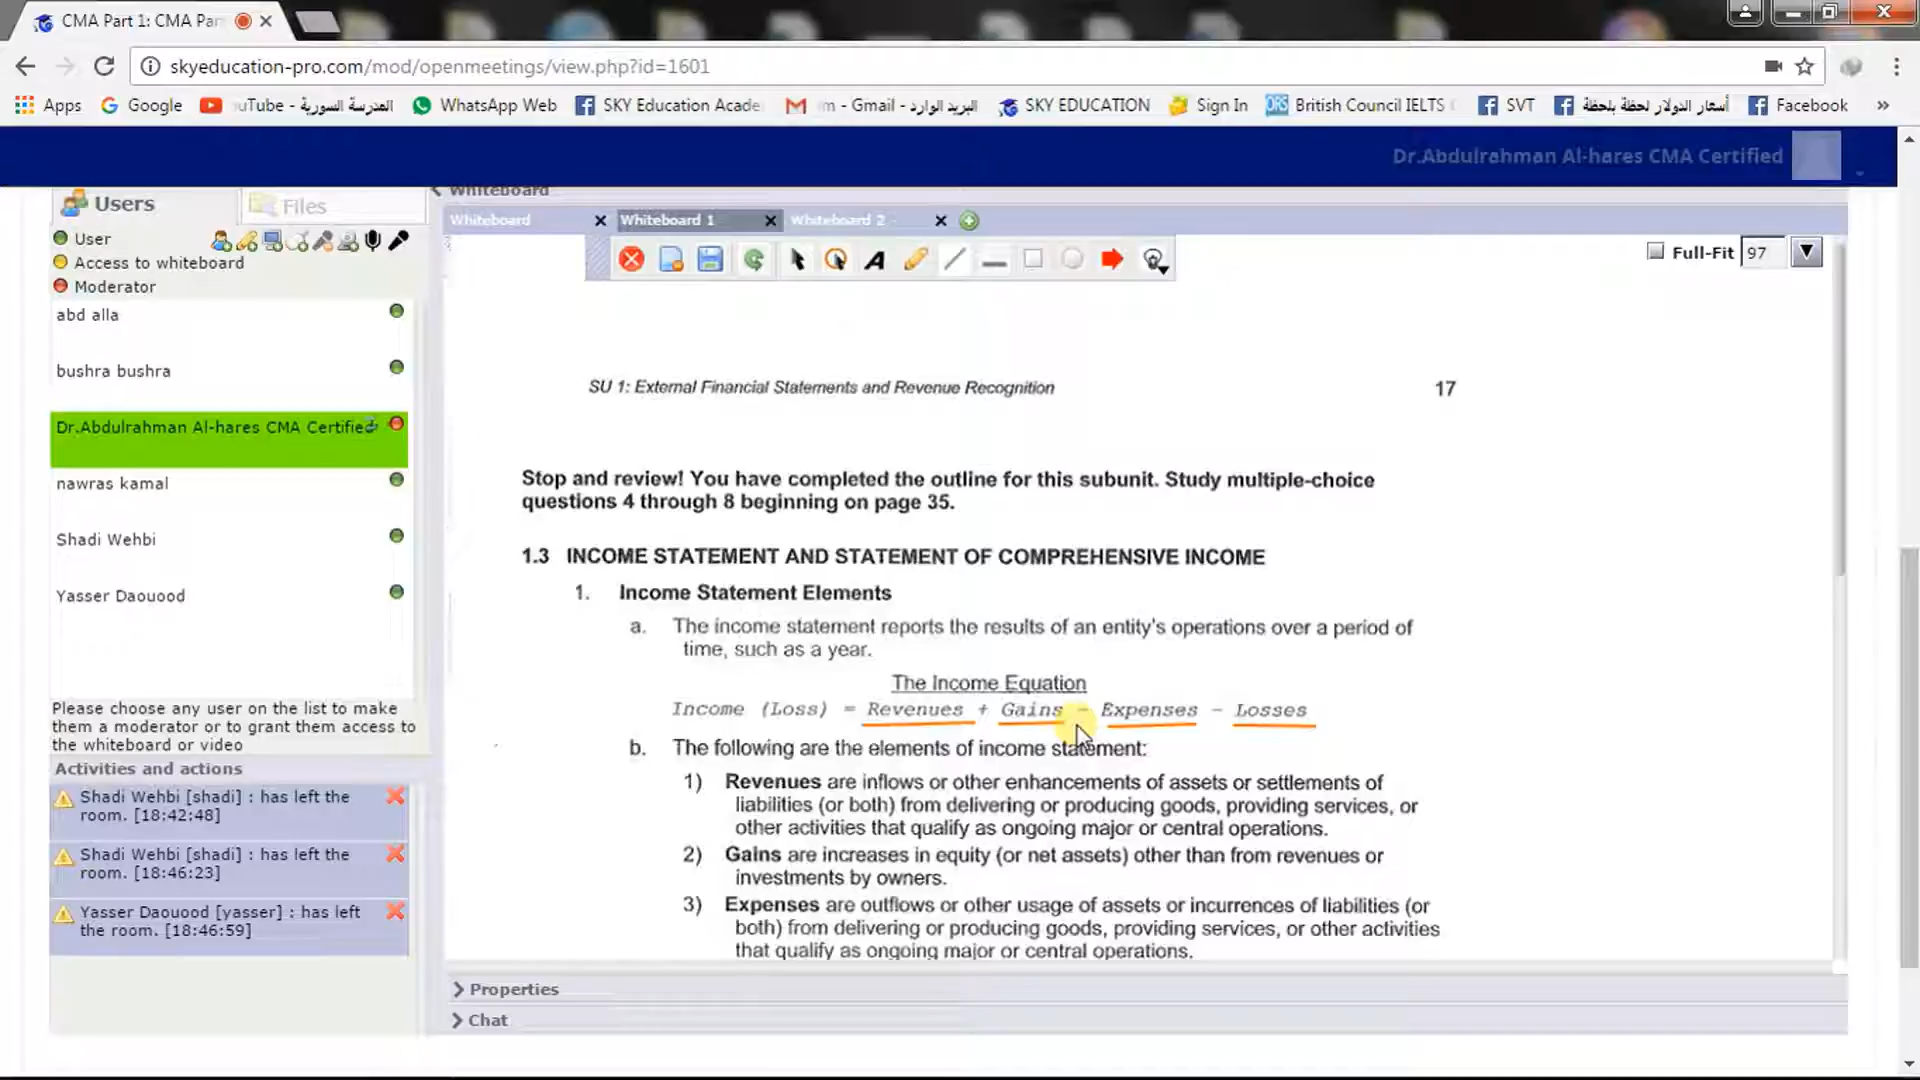 CMA Part 1: CMA Par
skyeducation-pro.com/mod/openmeetings/view.php?id=1601
Apps
Google
uTube - المدرسة السورية
WhatsApp Web
SKY Education Acade
m - Gmail - البريد الوارد
SKY EDUCATION
Sign In
ORS British Council IELTS
SVT
أسعار الدولار لحظة بلحظة
Facebook
Dr.Abdulrahman Al-hares CMA Certified
Whiteboard
Users
Files
Whiteboard
Whiteboard 1
Whiteboard 2
User
Access to whiteboard
Moderator
Full-Fit 97
abd alla
bushra bushra
Dr.Abdulrahman Al-hares CMA Certified
nawras kamal
Shadi Wehbi
Yasser Daouood
Please choose any user on the list to make
them a moderator or to grant them access to
the whiteboard or video
Activities and actions
Shadi Wehbi [shadi] : has left the
room. [18:42:48]
Shadi Wehbi [shadi] : has left the
room. [18:46:23]
Yasser Daouood [yasser] : has left
the room. [18:46:59]
SU 1: External Financial Statements and Revenue Recognition 17
Stop and review! You have completed the outline for this subunit. Study multiple-choice
questions 4 through 8 beginning on page 35.
1.3 INCOME STATEMENT AND STATEMENT OF COMPREHENSIVE INCOME
1. Income Statement Elements
a. The income statement reports the results of an entity's operations over a period of
time, such as a year.
The Income Equation
Income (Loss) = Revenues + Gains - Expenses - Losses
b. The following are the elements of income statement:
1) Revenues are inflows or other enhancements of assets or settlements of
liabilities (or both) from delivering or producing goods, providing services, or
other activities that qualify as ongoing major or central operations.
2) Gains are increases in equity (or net assets) other than from revenues or
investments by owners.
3) Expenses are outflows or other usage of assets or incurrences of liabilities (or
both) from delivering or producing goods, providing services, or other activities
that qualify as ongoing major or central operations.
Properties
Chat